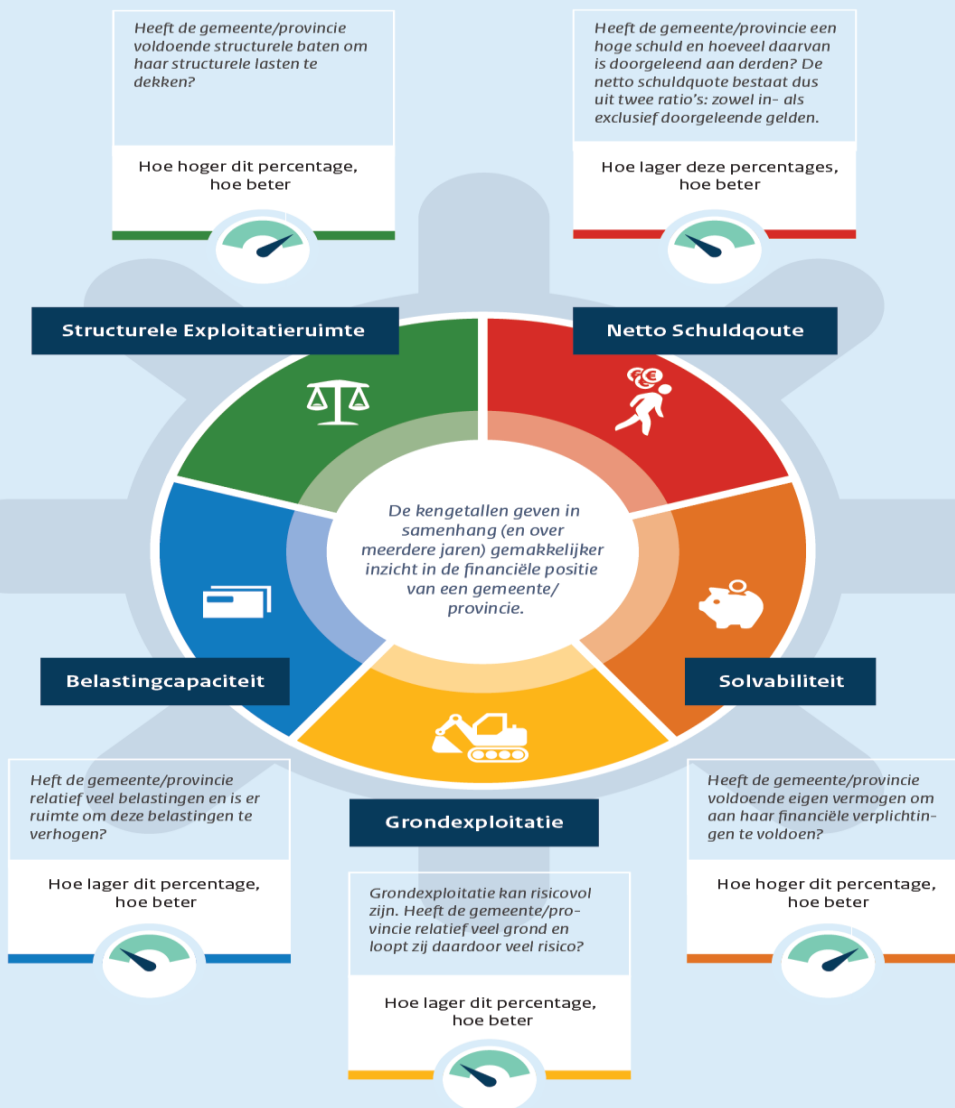 Heeft de gemeente/provincie
voldoende structurele baten om
haar structurele lasten te
dekken?
Hoe hoger dit percentage,
hoe beter
Heeft de gemeente/provincie een
hoge schuld en hoeveel daarvan
is doorgeleend aan derden? De
netto schuldquote bestaat dus
uit twee ratio's: zowel in- als
exclusief doorgeleende gelden.
Hoe lager deze percentages,
hoe beter
Structurele Exploitatieruimte
Netto Schuldqoute
De kengetallen geven in
samenhang (en over
meerdere jaren) gemakkelijker
inzicht in de financiële positie
van een gemeente/
provincie.
Belastingcapaciteit
Solvabiliteit
Heft de gemeente/provincie
relatief veel belastingen en is er
ruimte om deze belastingen te
verhogen?
Hoe lager dit percentage,
hoe beter
Grondexploitatie
Grondexploitatie kan risicovol
zijn. Heeft de gemeente/pro-
vincie relatief veel grond en
loopt zij daardoor veel risico?
Hoe lager dit percentage,
hoe beter
Heeft de gemeente/provincie
voldoende eigen vermogen om
aan haar financiële verplichtin-
gen te voldoen?
Hoe hoger dit percentage,
hoe beter